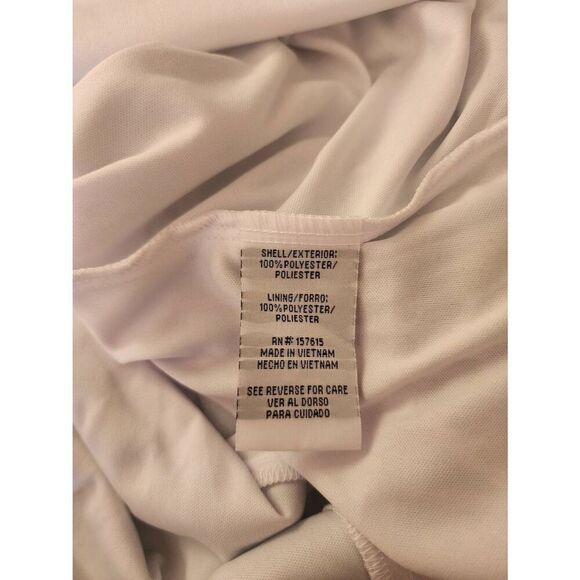 SHELL/EXTERIOR:
100% POLYESTER/
POLIESTER
LINING/FORRO:
100% POLYESTER/
POLIESTER
RN#: 157615
MADE IN VIETNAM
HECHO EN VIETNAM
SEE REVERSE FOR CARE
VER AL DORSO
PARA CUIDADO